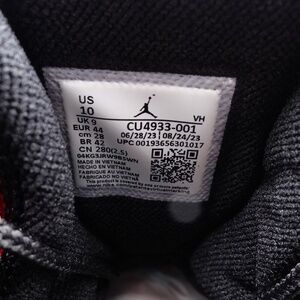 US
10
UK 9
EUR 44
cm 28
BR 42
CN 280(2.5)
VH
CU4933-001
06/28/23 08/24/23
UPC 00193656301017
MADE IN VIETNAM
HECHO EN VIETNAM
FABRIQUE AU VIETNAM
FABRICADO NO VIETNÃ